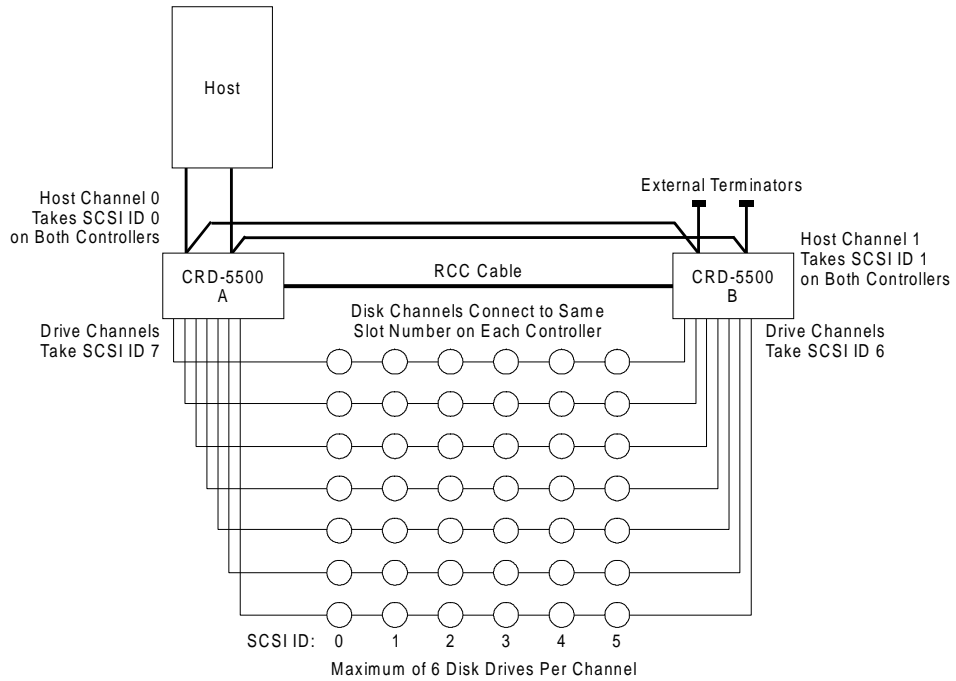 Host
Host Channel 0
Takes SCSI ID 0
on Both Controllers
External Terminators
Host Channel 1
Takes SCSI ID 1
on Both Controllers
CRD-5500
A
RCC Cable
CRD-5500
B
Disk Channels Connect to Same
Slot Number on Each Controller
Drive Channels
Take SCSI ID 7
Drive Channels
Take SCSI ID 6
SCSI ID: 0 1 2 3 4 5
Maximum of 6 Disk Drives Per Channel